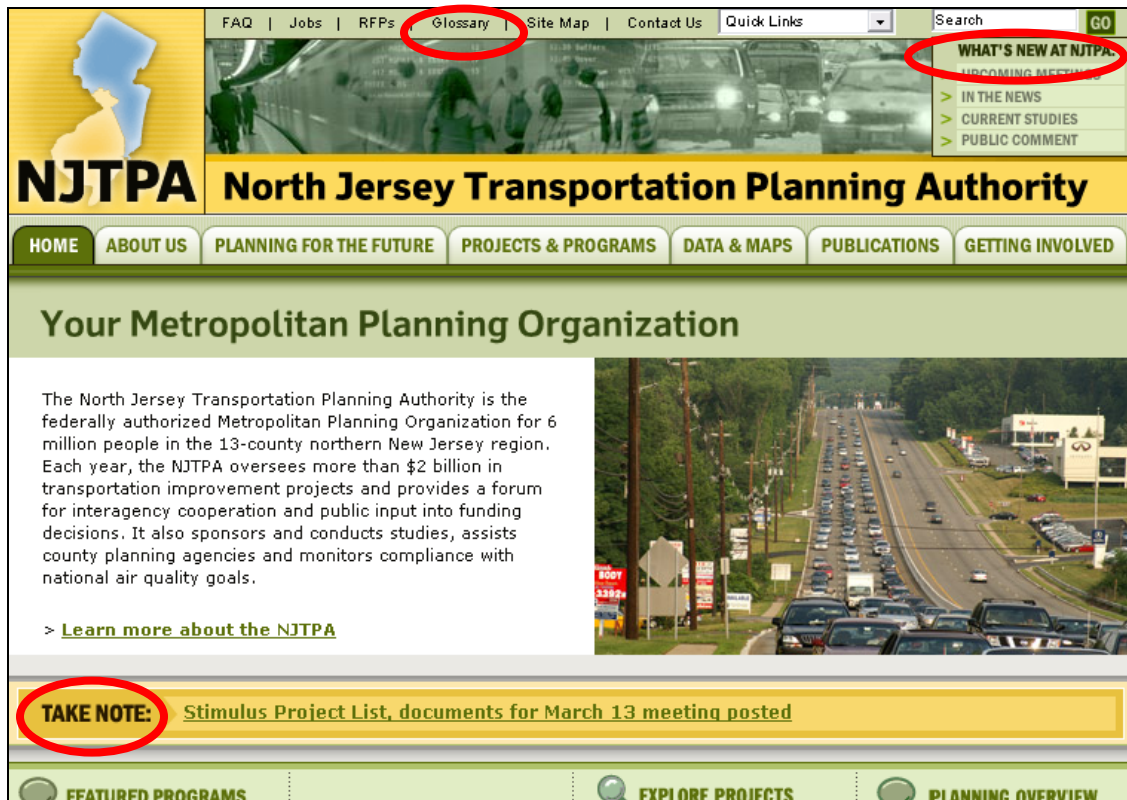 FAQ | Jobs | RFPs | Glossary | Site Map | Contact Us Quick Links Search GO
WHAT'S NEW AT NJTPA:
UPCOMING MEETINGS
> IN THE NEWS
> CURRENT STUDIES
> PUBLIC COMMENT
NJTPA North Jersey Transportation Planning Authority
HOME ABOUT US PLANNING FOR THE FUTURE PROJECTS & PROGRAMS DATA & MAPS PUBLICATIONS GETTING INVOLVED
Your Metropolitan Planning Organization
The North Jersey Transportation Planning Authority is the
federally authorized Metropolitan Planning Organization for 6
million people in the 13-county northern New Jersey region.
Each year, the NJTPA oversees more than $2 billion in
transportation improvement projects and provides a forum
for interagency cooperation and public input into funding
decisions. It also sponsors and conducts studies, assists
county planning agencies and monitors compliance with
national air quality goals.
> Learn more about the NJTPA
BODY
TAKE NOTE: Stimulus Project List, documents for March 13 meeting posted
FEATURED PROGRAMS EXPLORE PROJECTS PLANNING OVERVIEW